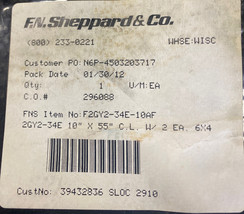 F.N. Sheppard & Co.
(800) 233-0221 WHSE:WISC
Customer PO: N6P-4503203717
Pack Date 01/30/12
Qty: 1 U/M:EA
C.O.# 296088
FNS Item No: F2GY2-34E-10AF
2GY2-34E 10" X 55" C.L. W/ 2 EA. 6X4
CustNo: 39432836 SLOC 2910